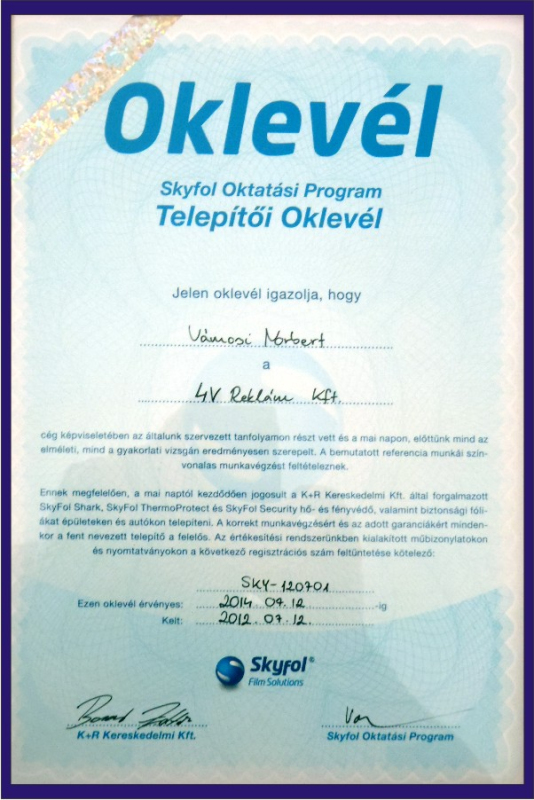 Oklevél
Skyfol Oktatási Program
Telepítői Oklevél
Jelen oklevél igazolja, hogy
Vámosi Norbert
a
4V Reklám Kft.
cég képviseletében az általunk szervezett tanfolyamon részt vett és a mai napon, előttünk mind az
elméleti, mind a gyakorlati vizsgán eredményesen szerepelt. A bemutatott referencia munkái szín-
vonalas munkavégzést feltételeznek.
Ennek megfelelően, a mai naptól kezdődően jogosult a K+R Kereskedelmi Kft. által forgalmazott
SkyFol Shark, SkyFol ThermoProtect és SkyFol Security hő- és fényvédő, valamint biztonsági fóli-
ákat épületeken és autókon telepíteni. A korrekt munkavégzésért és az adott garanciákért minden-
kor a fent nevezett telepítő a felelős. Az értékesítési rendszerünkben kialakított műbizonylatokon
és nyomtatványokon a következő regisztrációs szám feltüntetése kötelező:
SKY-120701
Ezen oklevél érvényes: 2014.07.12. -ig
Kelt: 2012.07.12.
Skyfol®
Film Solutions
K+R Kereskedelmi Kft.
Skyfol Oktatási Program